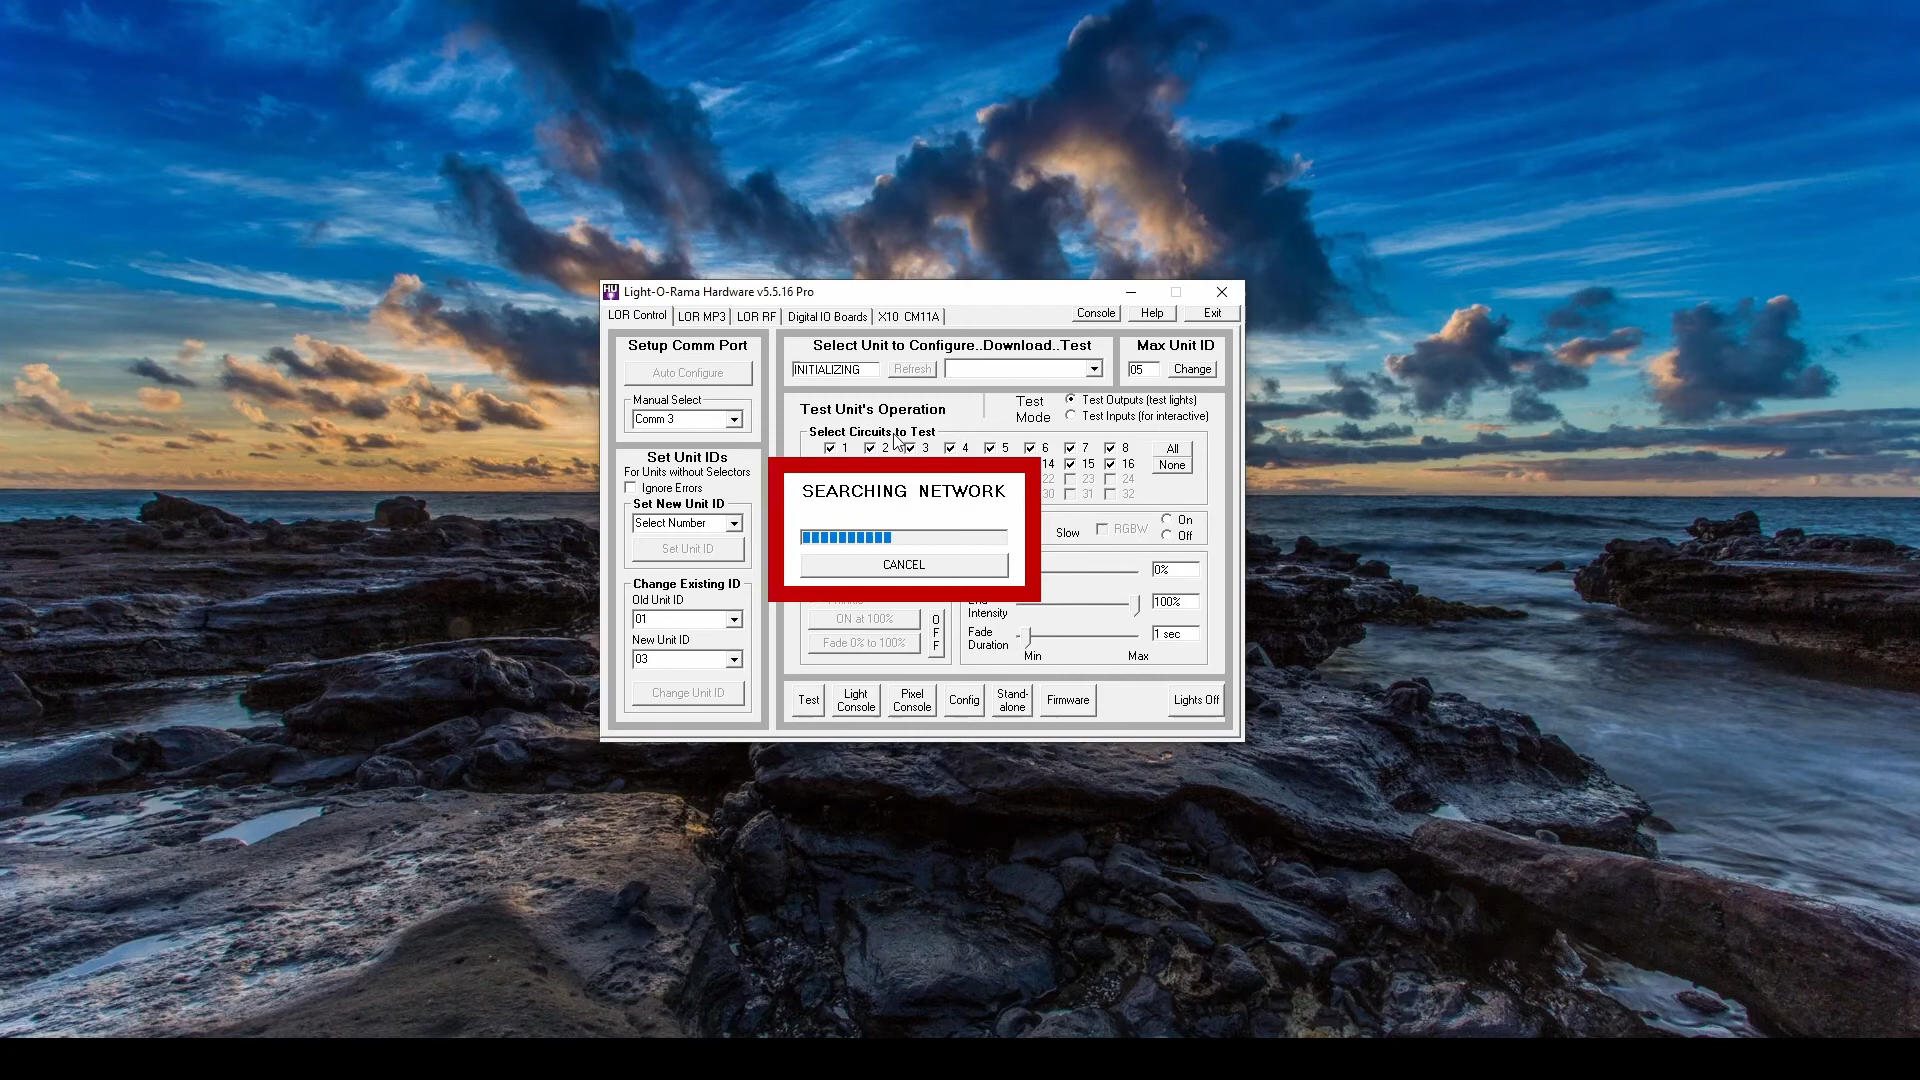 Light-O-Rama Hardware v5.5.16 Pro
LOR Control
LOR MP3
LOR RF
Digital IO Boards
X10 CM11A
Console
Help
Exit
Setup Comm Port
Auto Configure
Manual Select
Comm 3
Set Unit IDs
For Units without Selectors
Ignore Errors
Set New Unit ID
Select Number
Set Unit ID
Change Existing ID
Old Unit ID
01
New Unit ID
03
Change Unit ID
Select Unit to Configure..Download..Test
INITIALIZING
Refresh
Max Unit ID
05
Change
Test Unit's Operation
Test
Mode
Test Outputs (test lights)
Test Inputs (for interactive)
Select Circuits to Test
1 2 3 4 5 6 7 8
14 15 16
22 23 24
30 31 32
All
None
SEARCHING NETWORK
CANCEL
Slow
RGBW
On
Off
0%
Intensity
100%
Fade
Duration
1 sec
Min
Max
ON at 100%
Fade 0% to 100%
O
F
F
Test
Light
Console
Pixel
Console
Config
Stand-
alone
Firmware
Lights Off